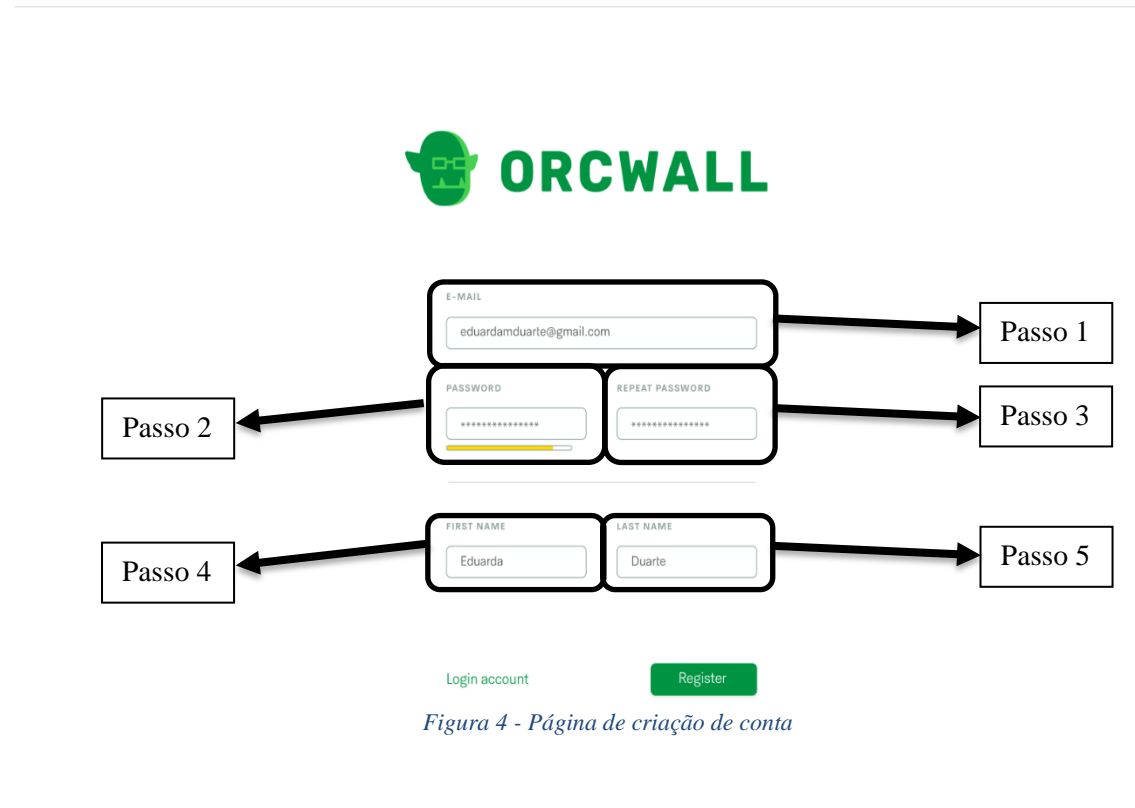 ORCWALL
E-MAIL
eduardamduarte@gmail.com
Passo 1
PASSWORD
REPEAT PASSWORD
***************
***************
Passo 2
Passo 3
FIRST NAME
LAST NAME
Eduarda
Duarte
Passo 4
Passo 5
Login account
Register
Figura 4 - Página de criação de conta